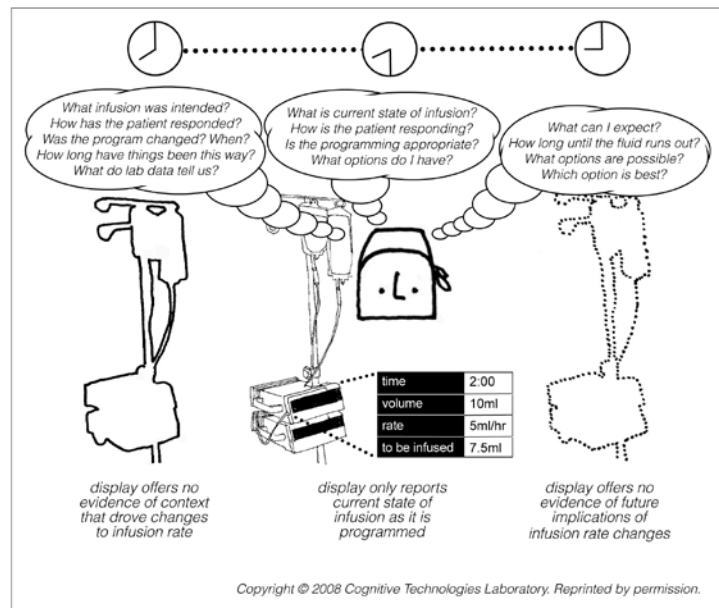 What infusion was intended?
How has the patient responded?
Was the program changed? When?
How long have things been this way?
What do lab data tell us?
What is current state of infusion?
How is the patient responding?
Is the programming appropriate?
What options do I have?
What can I expect?
How long until the fluid runs out?
What options are possible?
Which option is best?
time 2:00
volume 10ml
rate 5ml/hr
to be infused 7.5ml
display offers no
evidence of context
that drove changes
to infusion rate
display only reports
current state of
infusion as it is
programmed
display offers no
evidence of future
implications of
infusion rate changes
Copyright © 2008 Cognitive Technologies Laboratory. Reprinted by permission.